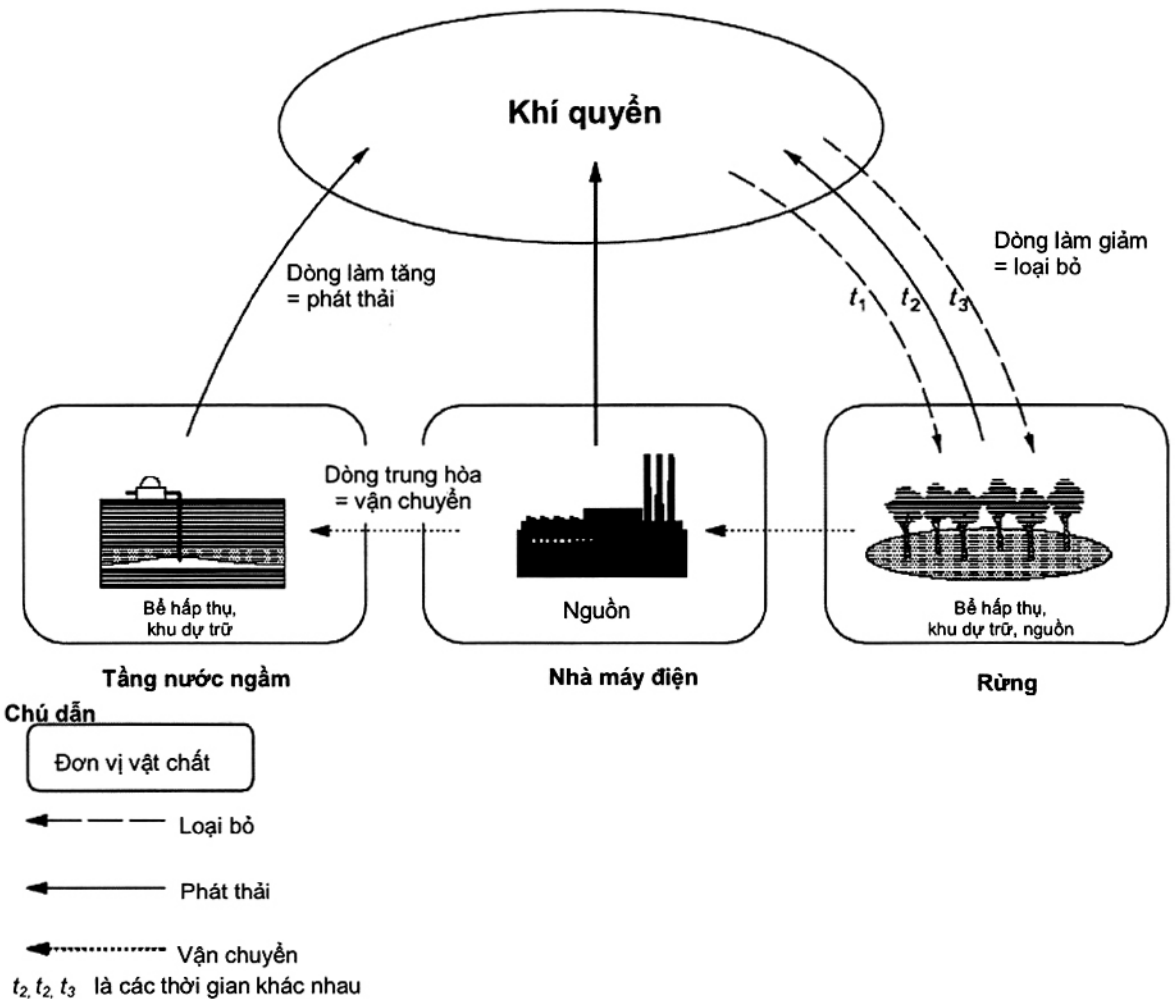 Khí quyển
Dòng làm giảm
= loại bỏ
Dòng làm tăng
= phát thải
t1
t2
t3
Dòng trung hòa
= vận chuyển
Bể hấp thụ,
khu dự trữ
Nguồn
Bể hấp thụ,
khu dự trữ, nguồn
Tầng nước ngầm
Nhà máy điện
Rừng
Chú dẫn
Đơn vị vật chất
Loại bỏ
Phát thải
Vận chuyển
t2, t2, t3 là các thời gian khác nhau